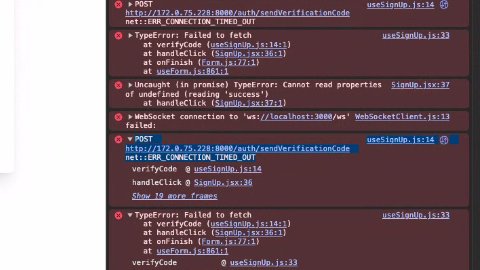 POST useSignUp.js:14
http://172.0.75.228:8000/auth/sendVerificationCode
net::ERR_CONNECTION_TIMED_OUT
TypeError: Failed to fetch useSignUp.js:33
at verifyCode (useSignUp.js:14:1)
at handleClick (SignUp.jsx:36:1)
at onFinish (Form.js:77:1)
at useForm.js:861:1
Uncaught (in promise) TypeError: Cannot read properties SignUp.jsx:37
of undefined (reading 'success')
at handleClick (SignUp.jsx:37:1)
WebSocket connection to 'ws://localhost:3000/ws' WebSocketClient.js:13
failed:
POST useSignUp.js:14
http://172.0.75.228:8000/auth/sendVerificationCode
net::ERR_CONNECTION_TIMED_OUT
verifyCode @ useSignUp.js:14
handleClick @ SignUp.jsx:36
Show 19 more frames
TypeError: Failed to fetch useSignUp.js:33
at verifyCode (useSignUp.js:14:1)
at handleClick (SignUp.jsx:36:1)
at onFinish (Form.js:77:1)
at useForm.js:861:1
verifyCode @ useSignUp.js:33